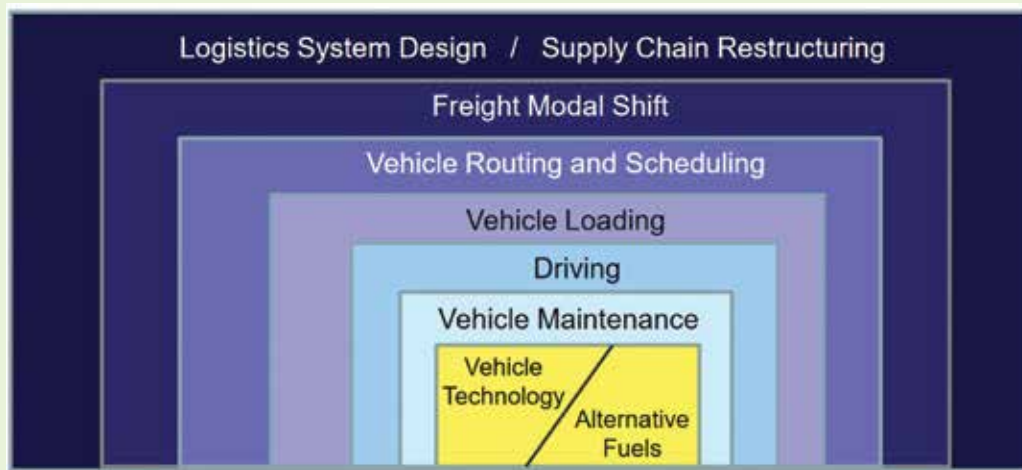 Logistics System Design / Supply Chain Restructuring
Freight Modal Shift
Vehicle Routing and Scheduling
Vehicle Loading
Driving
Vehicle Maintenance
Vehicle
Technology
Alternative
Fuels